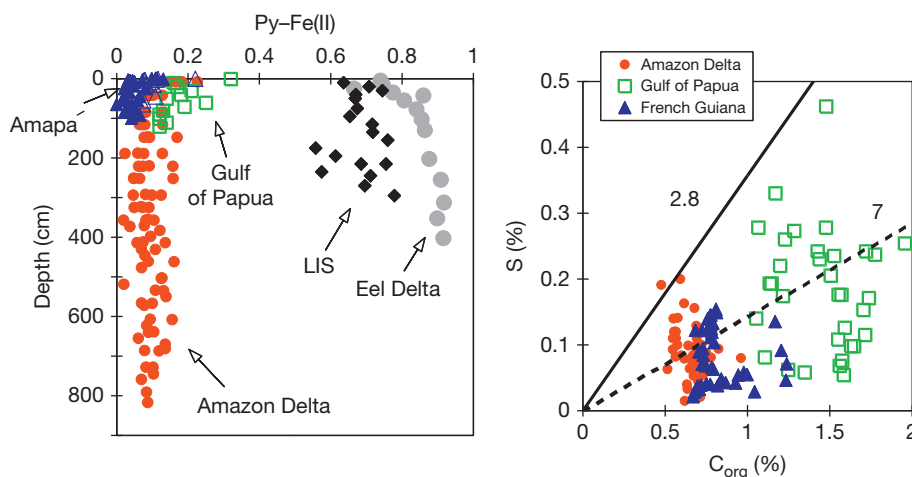 Py–Fe(II)
0 0.2 0.4 0.6 0.8 1
0
200
400
600
800
Depth (cm)
Amapa
Gulf
of Papua
LIS
Eel Delta
Amazon Delta
Amazon Delta
Gulf of Papua
French Guiana
0.5
0.4
0.3
0.2
0.1
0
S (%)
2.8
7
0 0.5 1 1.5 2
Corg (%)